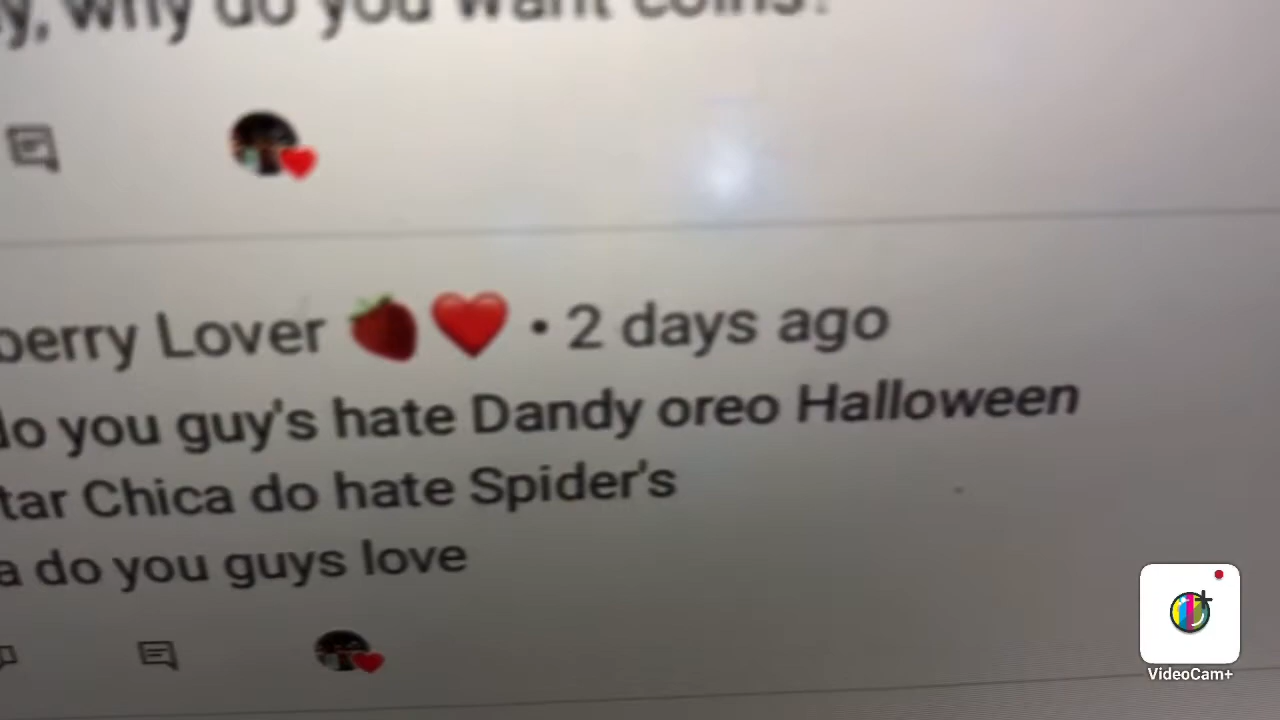 y, why do you want coins?
berry Lover 🍓❤️ • 2 days ago
do you guy's hate Dandy oreo Halloween
tar Chica do hate Spider's
a do you guys love
VideoCam+